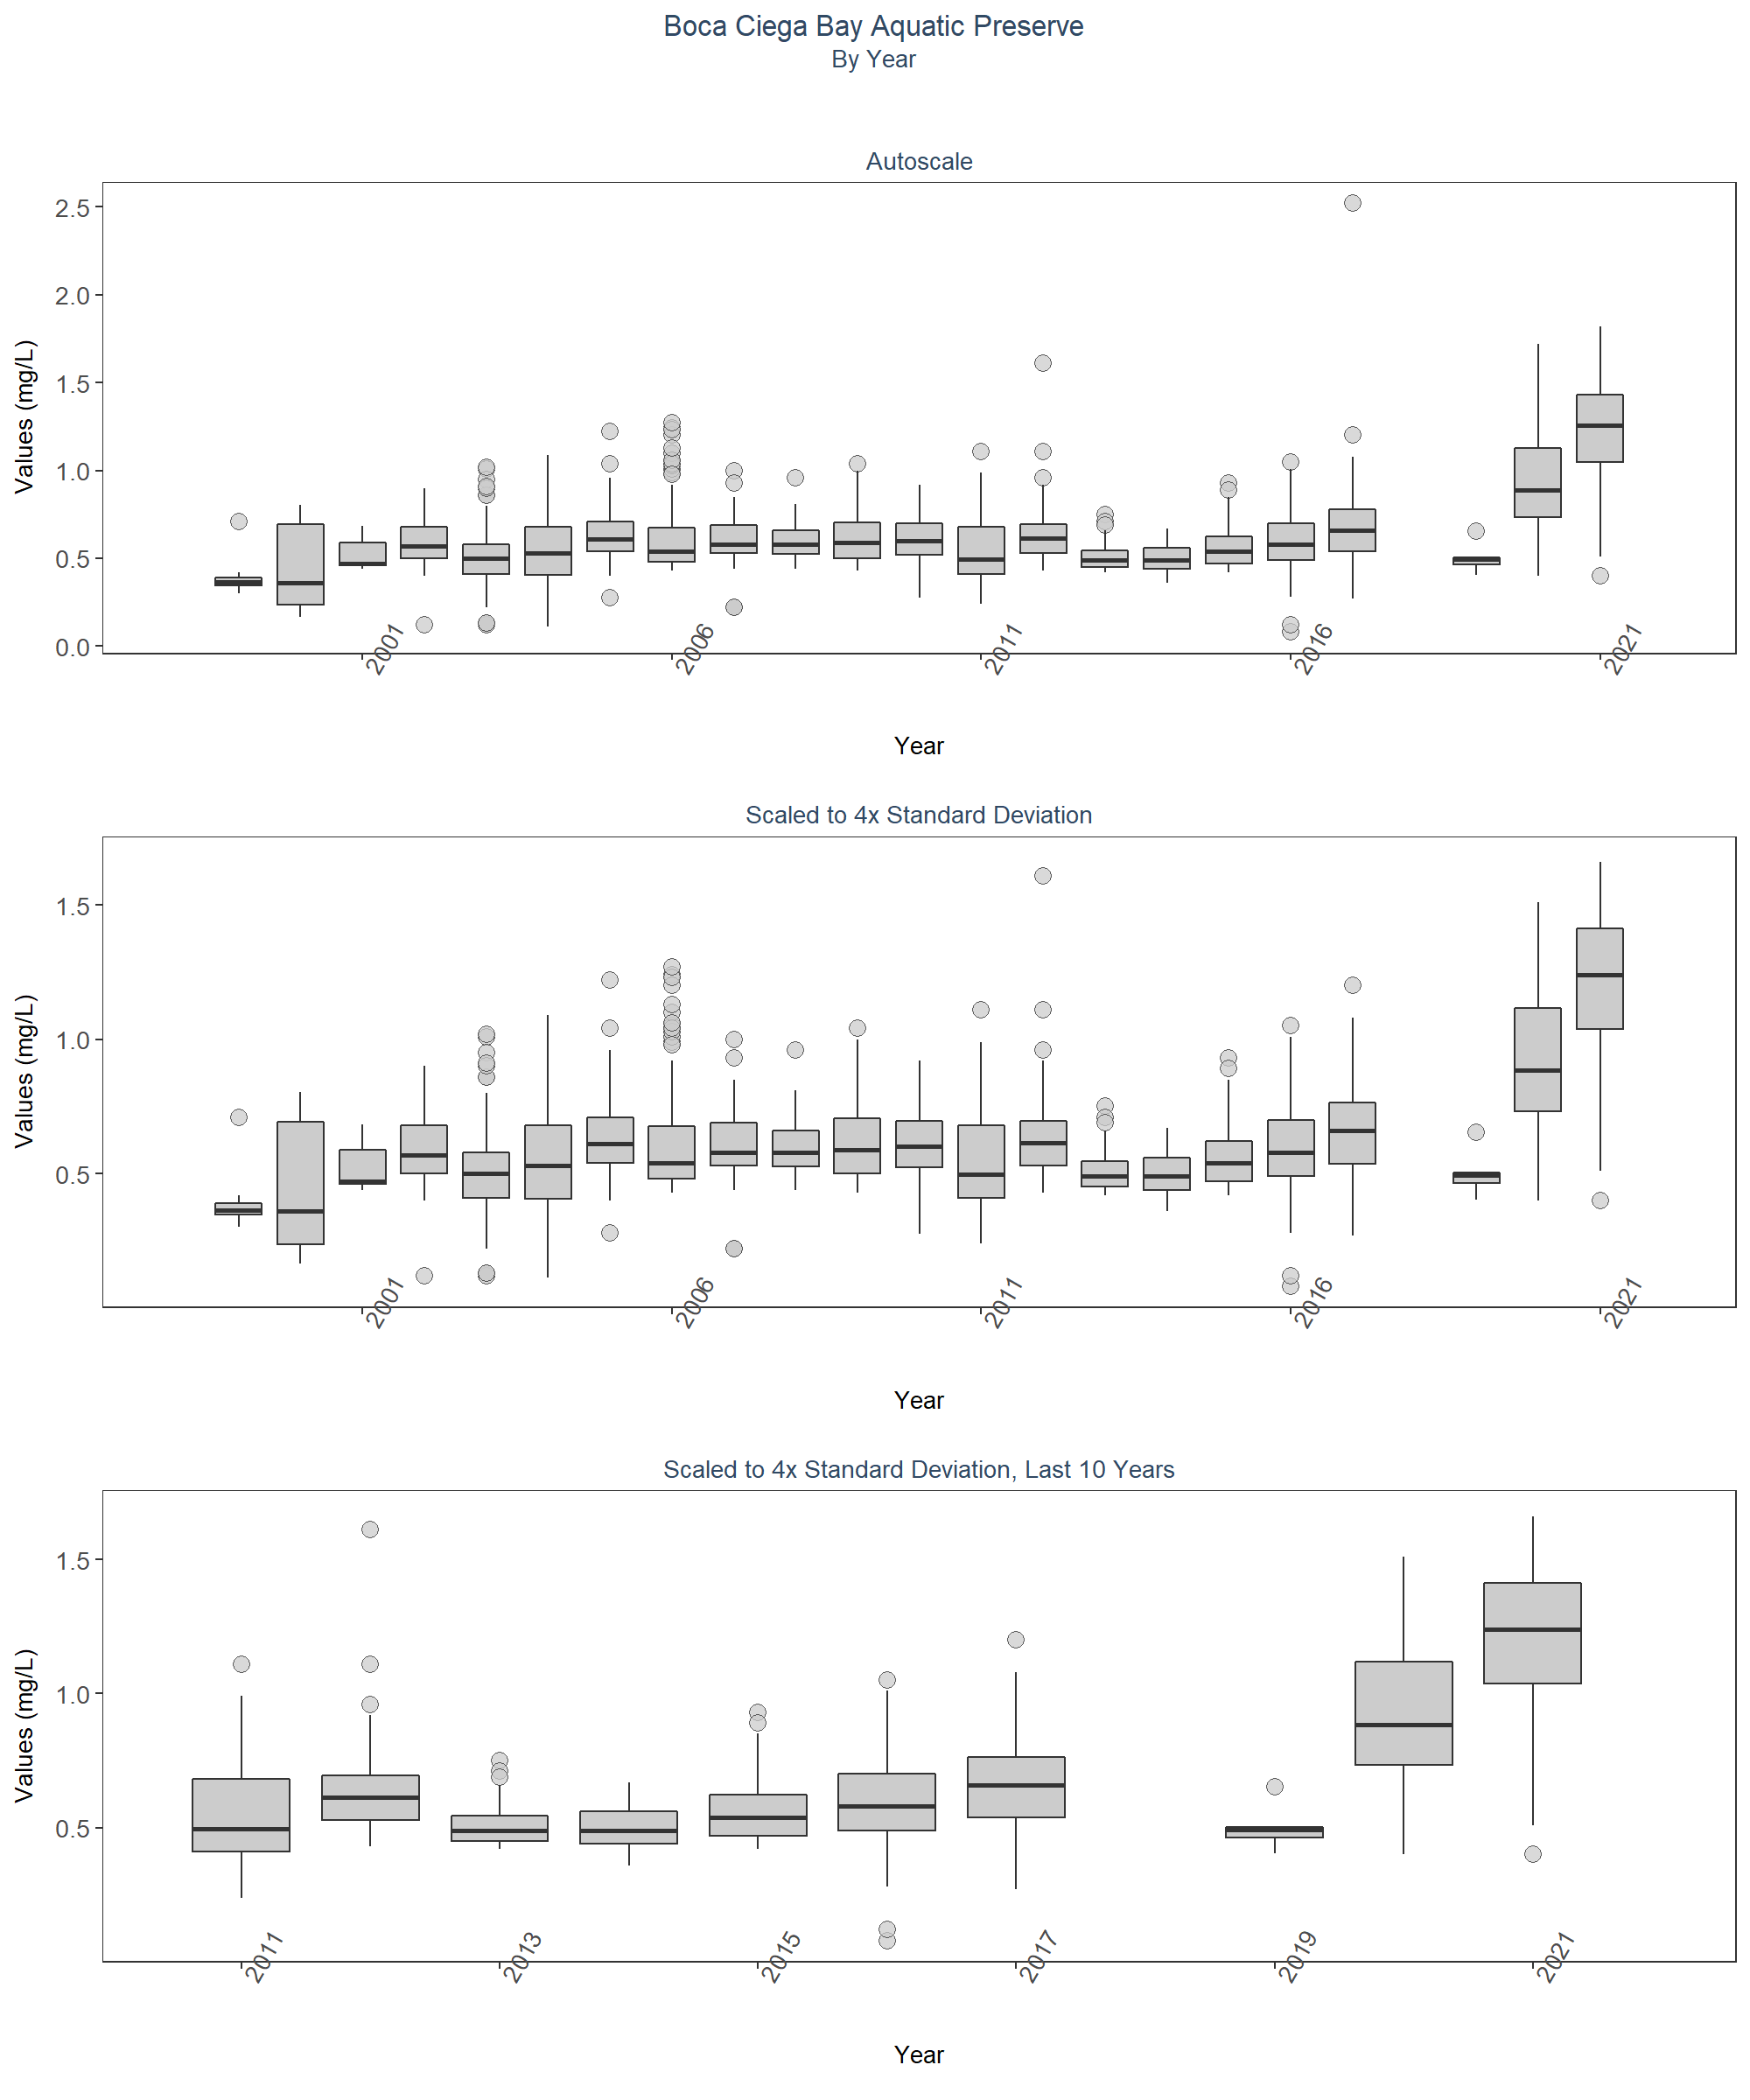 Boca Ciega Bay Aquatic Preserve
By Year
Autoscale
Values (mg/L)
2.5
2.0
1.5
1.0
0.5
0.0
2001
2006
2011
2016
2021
Year
Scaled to 4x Standard Deviation
Values (mg/L)
1.5
1.0
0.5
2001
2006
2011
2016
2021
Year
Scaled to 4x Standard Deviation, Last 10 Years
Values (mg/L)
1.5
1.0
0.5
2011
2013
2015
2017
2019
2021
Year